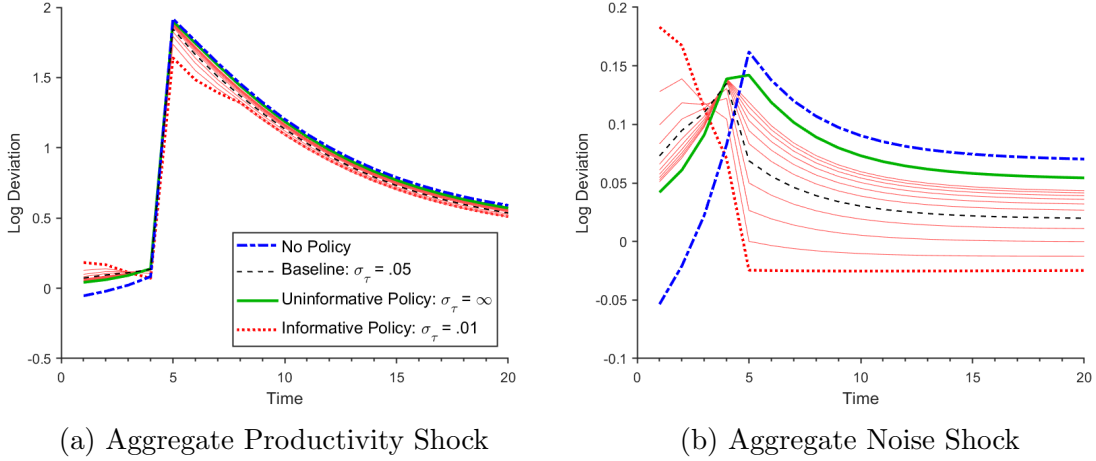 2
1.5
1
0.5
0
-0.5
Log Deviation
0
5
10
15
20
Time
No Policy
Baseline: σ_τ = .05
Uninformative Policy: σ_τ = ∞
Informative Policy: σ_τ = .01
(a) Aggregate Productivity Shock
0.2
0.15
0.1
0.05
0
-0.05
-0.1
Log Deviation
0
5
10
15
20
Time
(b) Aggregate Noise Shock